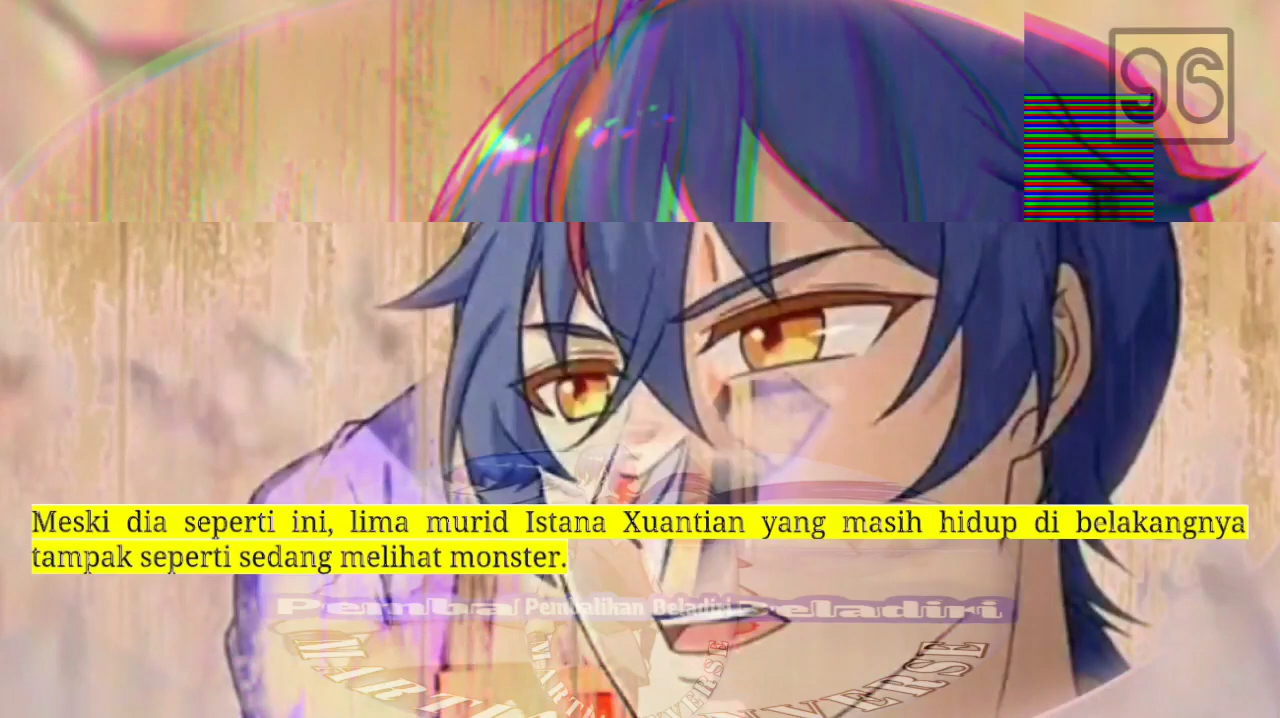 96
Meski dia seperti ini, lima murid Istana Xuantian yang masih hidup di belakangnya
tampak seperti sedang melihat monster.
Pembalikan Beladiri